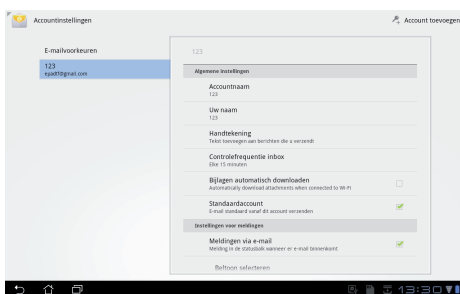 Accountinstellingen
Account toevoegen
E-mailvoorkeuren
123
eyadtf@gmail.com
123
Algemene instellingen
Accountnaam
123
Uw naam
123
Handtekening
Tekst toevoegen aan berichten die u verzendt
Controlefrequentie inbox
Elke 15 minuten
Bijlagen automatisch downloaden
Automatically download attachments when connected to Wi-Fi
Standaardaccount
E-mail standaard vanaf dit account verzenden
Instellingen voor meldingen
Meldingen via e-mail
Melding in de statusbalk wanneer er e-mail binnenkomt
Beltoon selecteren
13:30